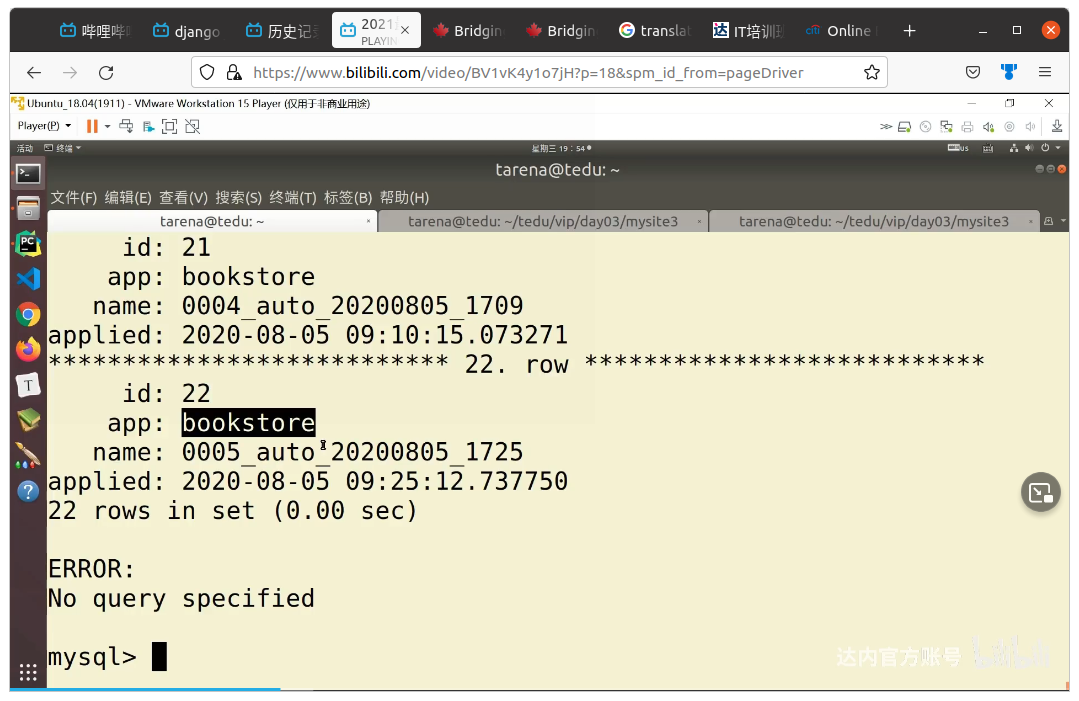 哔哩哔哩
django
历史记录
2021
PLAYIN
Bridgin
Bridgin
translat
达 IT培训班
citi Online
https://www.bilibili.com/video/BV1vK4y1o7jH?p=18&spm_id_from=pageDriver
Ubuntu_18.04(1911) - VMware Workstation 15 Player (仅用于非商业用途)
Player(P)
活动 终端 星期三 19 : 54
tarena@tedu: ~
文件(F) 编辑(E) 查看(V) 搜索(S) 终端(T) 标签(B) 帮助(H)
tarena@tedu: ~
tarena@tedu: ~/tedu/vip/day03/mysite3
tarena@tedu: ~/tedu/vip/day03/mysite3
id: 21
app: bookstore
name: 0004_auto_20200805_1709
applied: 2020-08-05 09:10:15.073271
*************************** 22. row ***************************
id: 22
app: bookstore
name: 0005_auto_20200805_1725
applied: 2020-08-05 09:25:12.737750
22 rows in set (0.00 sec)
ERROR:
No query specified
mysql>
达内官方账号